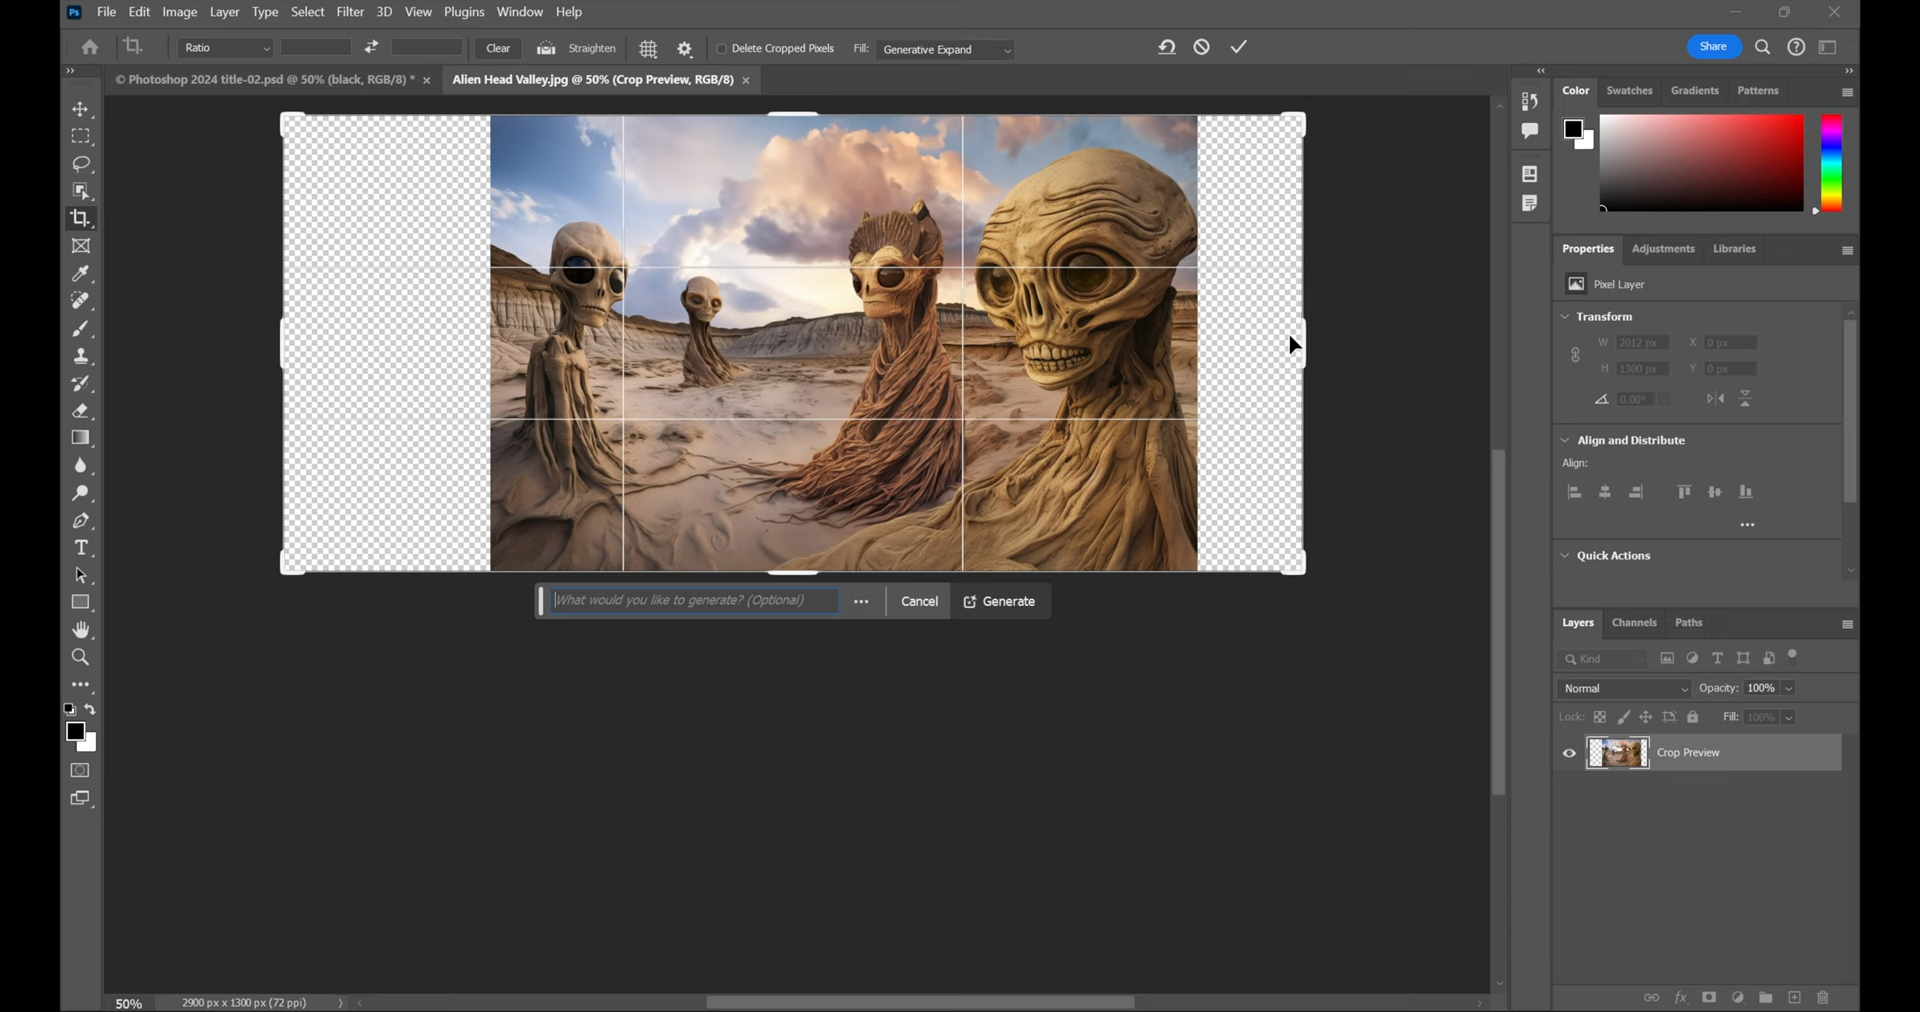 Ps File Edit Image Layer Type Select Filter 3D View Plugins Window Help
Ratio Clear Straighten Delete Cropped Pixels Fill: Generative Expand Share
© Photoshop 2024 title-02.psd @ 50% (black, RGB/8) * × Alien Head Valley.jpg @ 50% (Crop Preview, RGB/8) ×
Color Swatches Gradients Patterns
Properties Adjustments Libraries
Pixel Layer
Transform
W 2012 px X 0 px
H 1300 px Y 0 px
0.00°
Align and Distribute
Align:
Quick Actions
What would you like to generate? (Optional) Cancel Generate
Layers Channels Paths
Kind
Normal Opacity: 100%
Lock: Fill: 100%
Crop Preview
50% 2900 px x 1300 px (72 ppi)